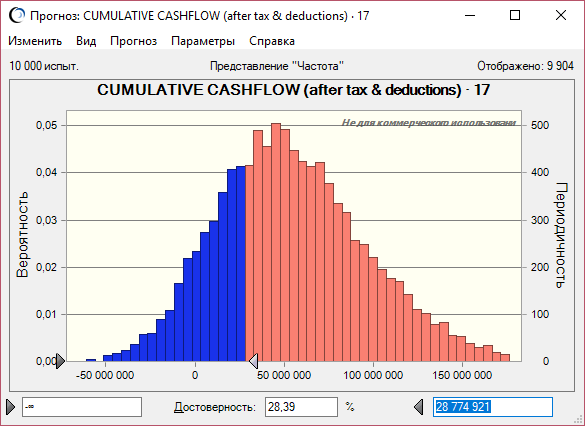 Прогноз: CUMULATIVE CASHFLOW (after tax & deductions) - 17
Изменить Вид Прогноз Параметры Справка
10 000 испыт. Представление "Частота" Отображено: 9 904
CUMULATIVE CASHFLOW (after tax & deductions) - 17
Не для коммерческого использовани
0,05 500
0,04 400
0,03 300
0,02 200
0,01 100
0,00 0
Вероятность
Периодичность
-50 000 000 0 50 000 000 100 000 000 150 000 000
-∞ Достоверность: 28,39 % 28 774 921